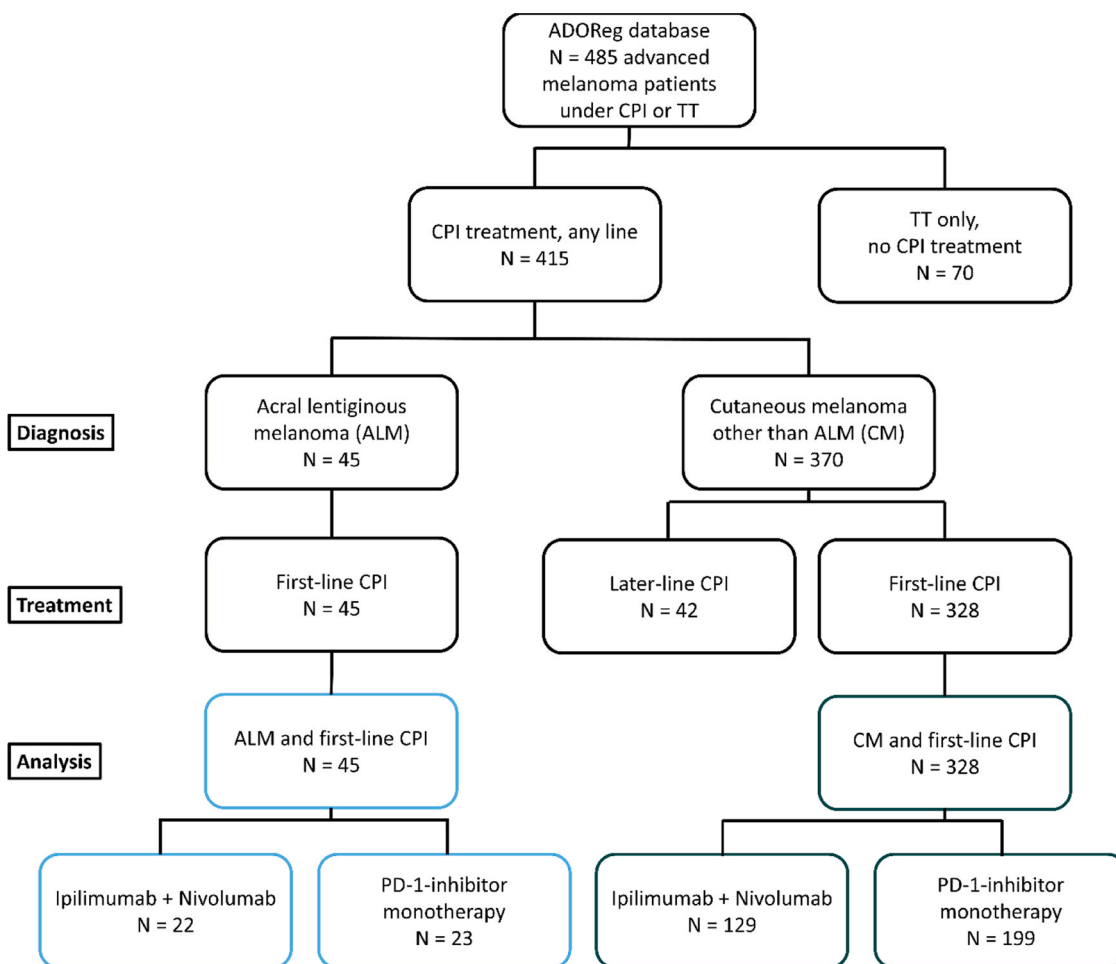 ADOReg database
N = 485 advanced
melanoma patients
under CPI or TT
CPI treatment, any line
N = 415
TT only,
no CPI treatment
N = 70
Diagnosis
Acral lentiginous
melanoma (ALM)
N = 45
Cutaneous melanoma
other than ALM (CM)
N = 370
Treatment
First-line CPI
N = 45
Later-line CPI
N = 42
First-line CPI
N = 328
Analysis
ALM and first-line CPI
N = 45
CM and first-line CPI
N = 328
Ipilimumab + Nivolumab
N = 22
PD-1-inhibitor
monotherapy
N = 23
Ipilimumab + Nivolumab
N = 129
PD-1-inhibitor
monotherapy
N = 199